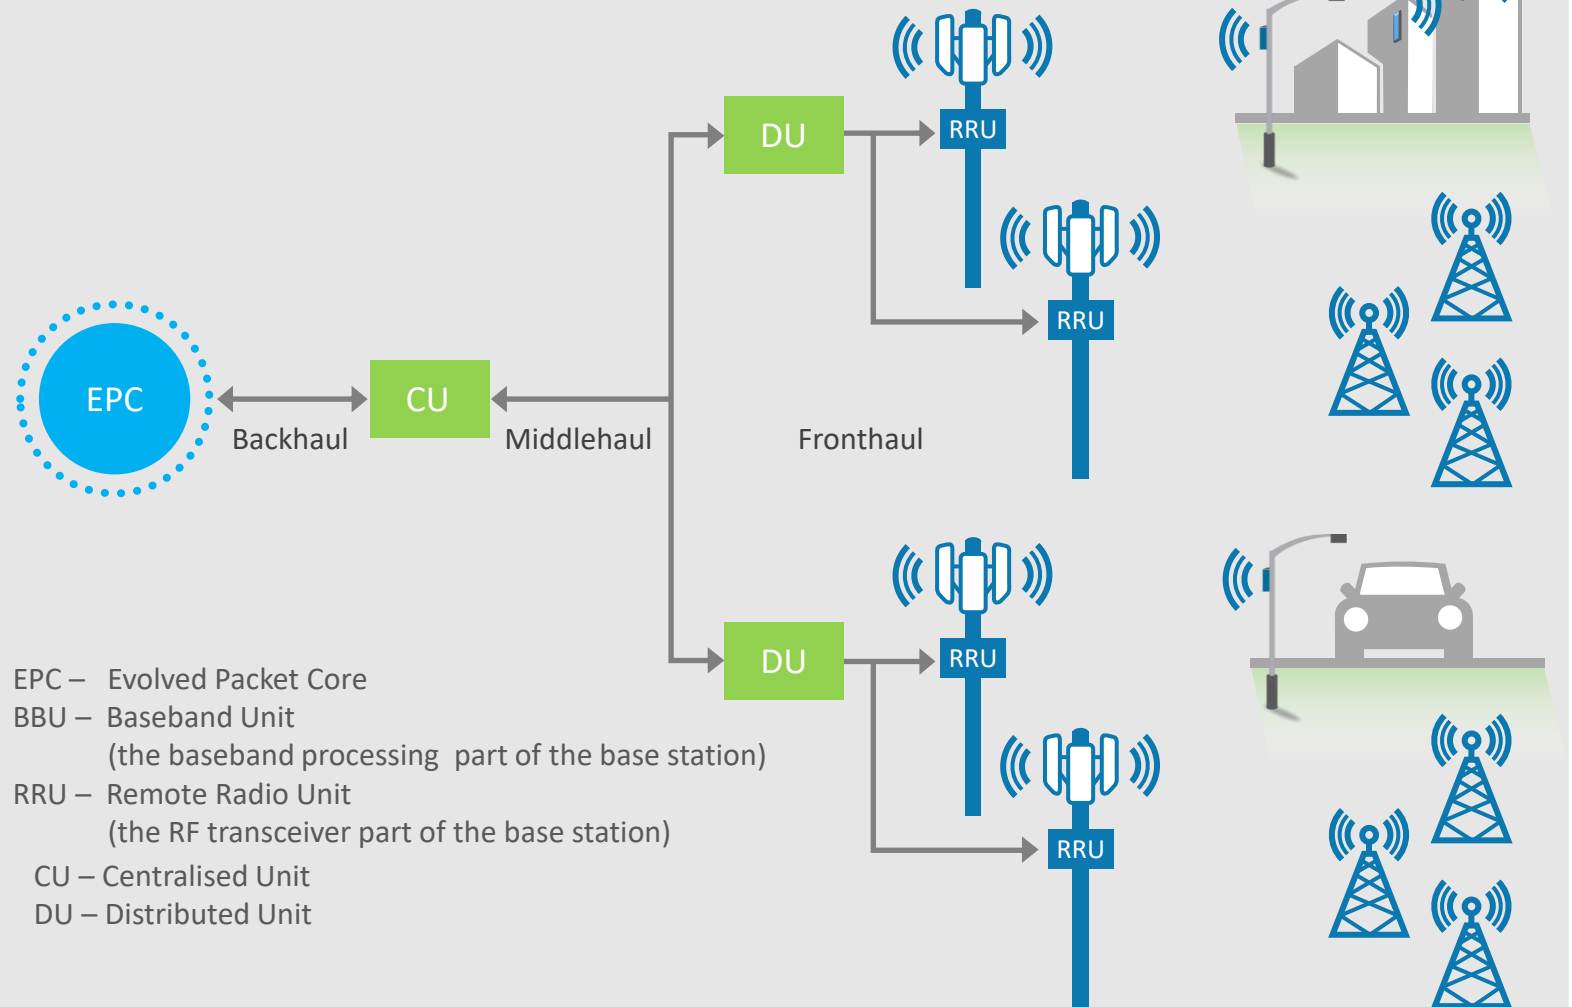 DU
RRU
RRU
EPC
CU
Backhaul
Middlehaul
Fronthaul
DU
RRU
RRU
EPC – Evolved Packet Core
BBU – Baseband Unit
(the baseband processing part of the base station)
RRU – Remote Radio Unit
(the RF transceiver part of the base station)
CU – Centralised Unit
DU – Distributed Unit